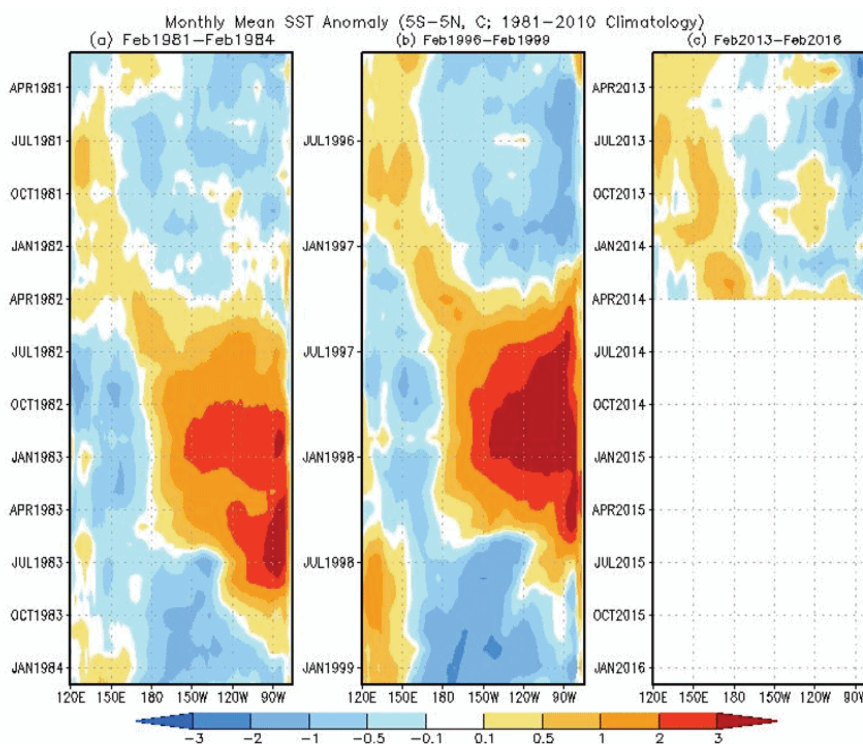 Monthly Mean SST Anomaly (5S-5N, C; 1981-2010 Climatology)
(a) Feb1981-Feb1984
(b) Feb1996-Feb1999
(c) Feb2013-Feb2016
APR1981
JUL1981
OCT1981
JAN1982
APR1982
JUL1982
OCT1982
JAN1983
APR1983
JUL1983
OCT1983
JAN1984
120E 150E 180 150W 120W 90W
JUL1996
JAN1997
JUL1997
JAN1998
JUL1998
JAN1999
120E 150E 180 150W 120W 90W
APR2013
JUL2013
OCT2013
JAN2014
APR2014
JUL2014
OCT2014
JAN2015
APR2015
JUL2015
OCT2015
JAN2016
120E 150E 180 150W 120W 90W
-3 -2 -1 -0.5 -0.1 0.1 0.5 1 2 3